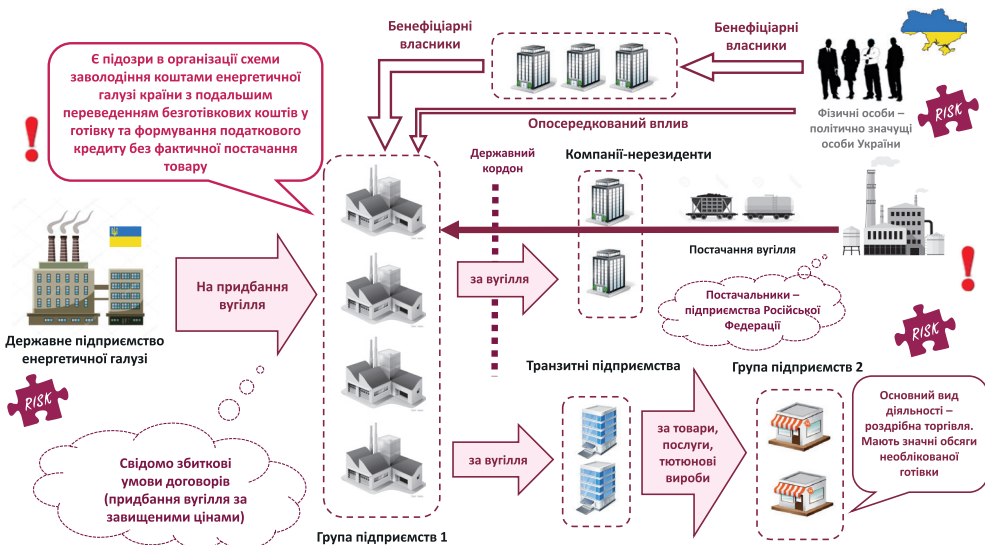 Бенефіціарні
власники
Бенефіціарні
власники
Є підозри в організації схеми
заволодіння коштами енергетичної
галузі країни з подальшим
переведенням безготівкових коштів у
готівку та формування податкового
кредиту без фактичної постачання
товару
Опосередкований вплив
Фізичні особи –
політично значущі
особи України
RISK
Державний
кордон
Компанії-нерезиденти
Постачання вугілля
На придбання
вугілля
за вугілля
Постачальники –
підприємства Російської
Федерації
RISK
Державне підприємство
енергетичної галузі
RISK
Свідомо збиткові
умови договорів
(придбання вугілля за
завищеними цінами)
Транзитні підприємства
Група підприємств 2
за вугілля
за товари,
послуги,
тютюнові
вироби
Основний вид
діяльності –
роздрібна торгівля.
Мають значні обсяги
необлікованої
готівки
Група підприємств 1